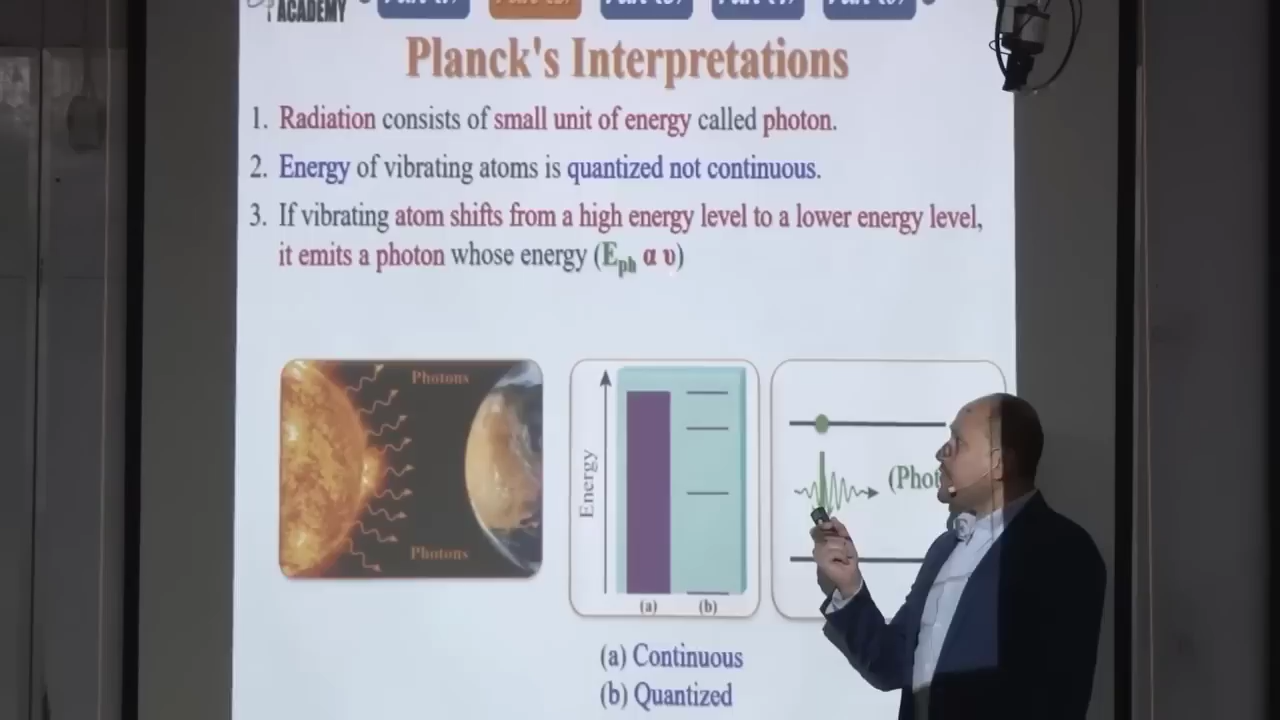 ACADEMY
Planck's Interpretations
1. Radiation consists of small unit of energy called photon.
2. Energy of vibrating atoms is quantized not continuous.
3. If vibrating atom shifts from a high energy level to a lower energy level,
it emits a photon whose energy (Eph α υ)
Photons
Photons
Energy
(a) (b)
(a) Continuous
(b) Quantized
(Phot